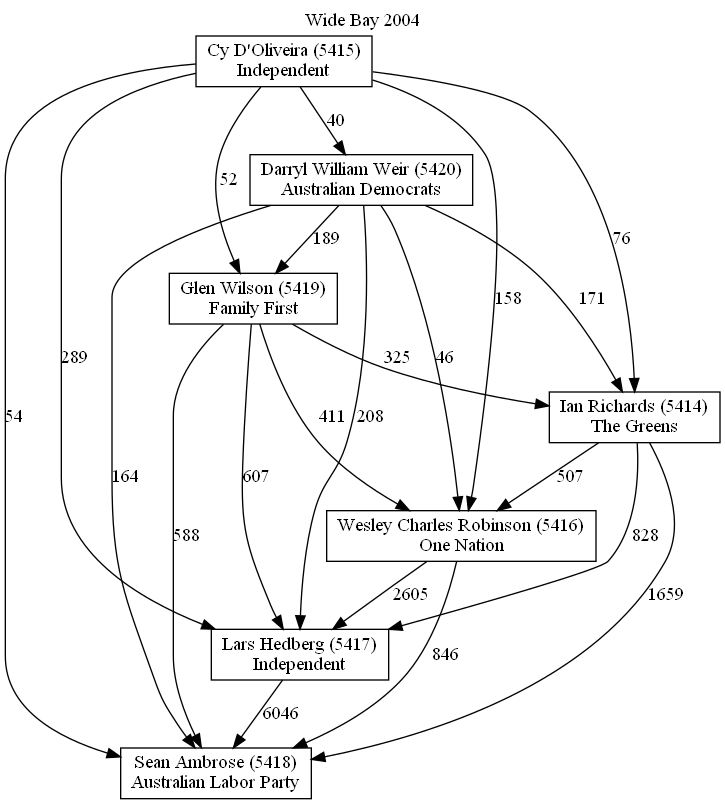 Wide Bay 2004
Cy D'Oliveira (5415)
Independent
40
Darryl William Weir (5420)
Australian Democrats
52
189
76
Glen Wilson (5419)
Family First
158
171
289
325
46
54
411
208
Ian Richards (5414)
The Greens
164
607
507
588
Wesley Charles Robinson (5416)
One Nation
828
2605
1659
Lars Hedberg (5417)
Independent
846
6046
Sean Ambrose (5418)
Australian Labor Party